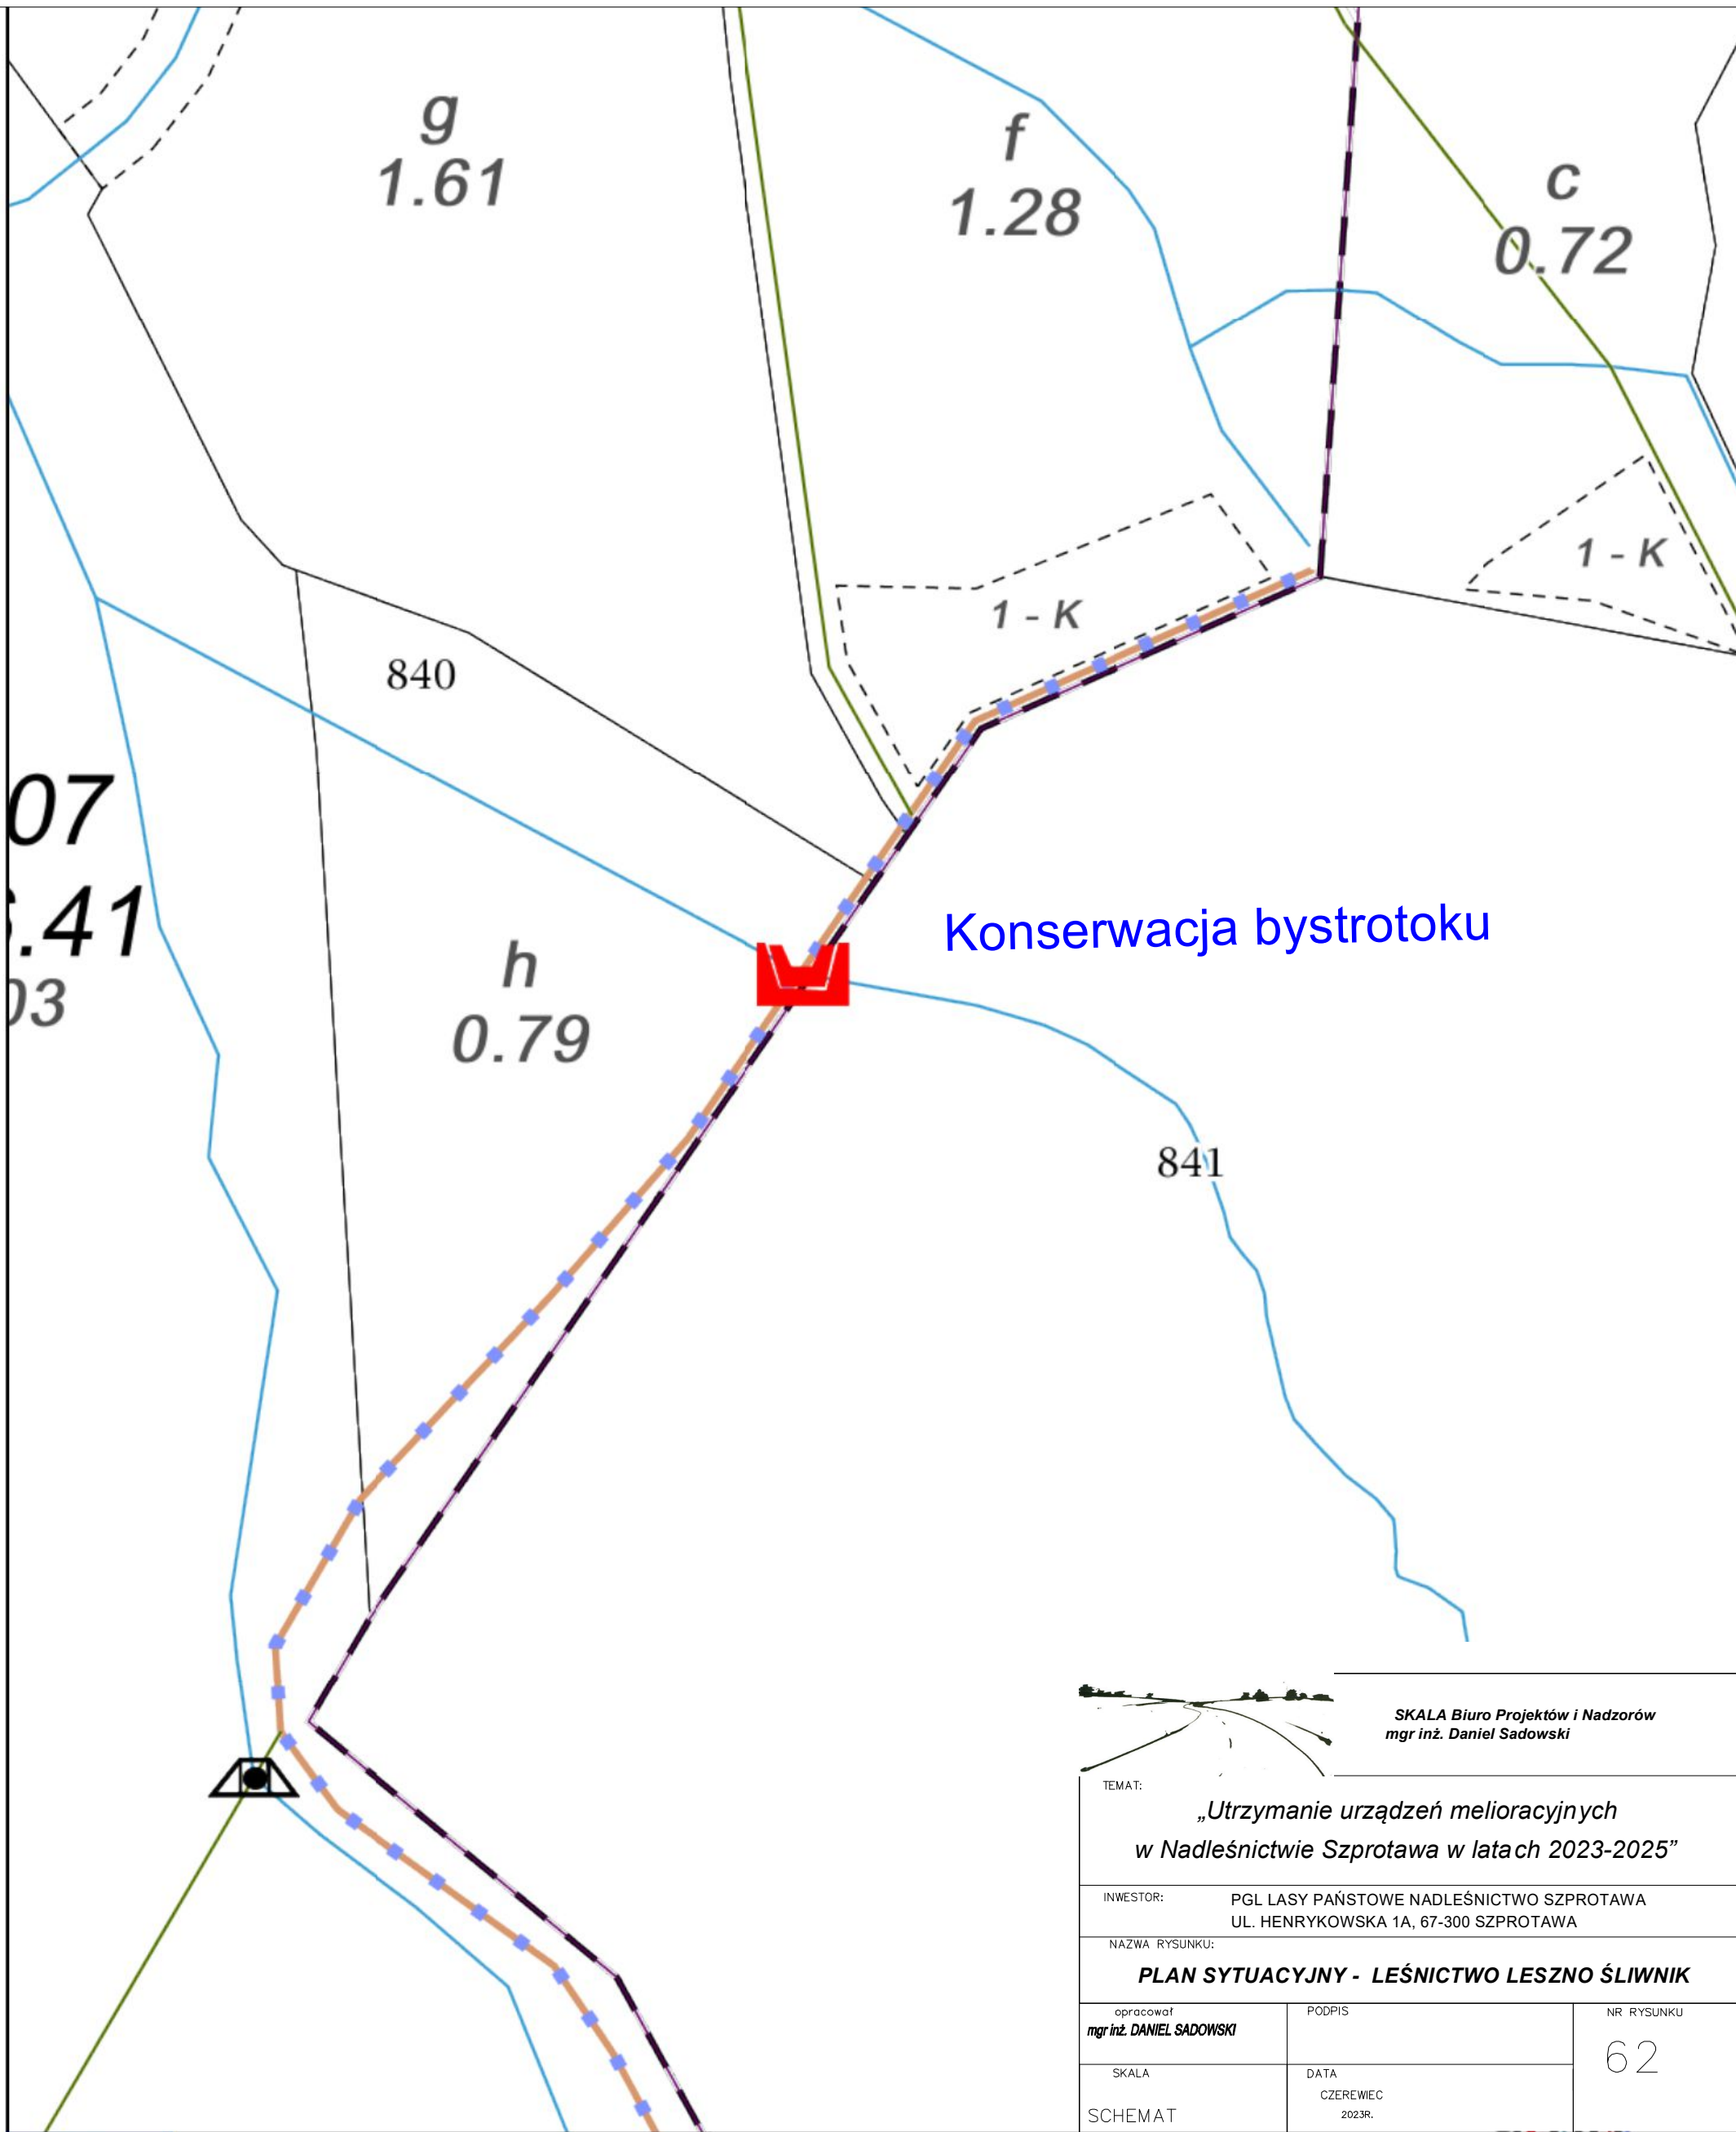 g
1.61
f
1.28
c
0.72
1 - K
1 - K
840
07
.41
03
h
0.79
Konserwacja bystrotoku
841
SKALA Biuro Projektów i Nadzorów
mgr inż. Daniel Sadowski
TEMAT:
„Utrzymanie urządzeń melioracyjnych
w Nadleśnictwie Szprotawa w latach 2023-2025”
INWESTOR:
PGL LASY PAŃSTWOWE NADLEŚNICTWO SZPROTAWA
UL. HENRYKOWSKA 1A, 67-300 SZPROTAWA
NAZWA RYSUNKU:
PLAN SYTUACYJNY - LEŚNICTWO LESZNO ŚLIWNIK
opracował
mgr inż. DANIEL SADOWSKI
PODPIS
NR RYSUNKU
62
SKALA
SCHEMAT
DATA
CZEREWIEC
2023R.